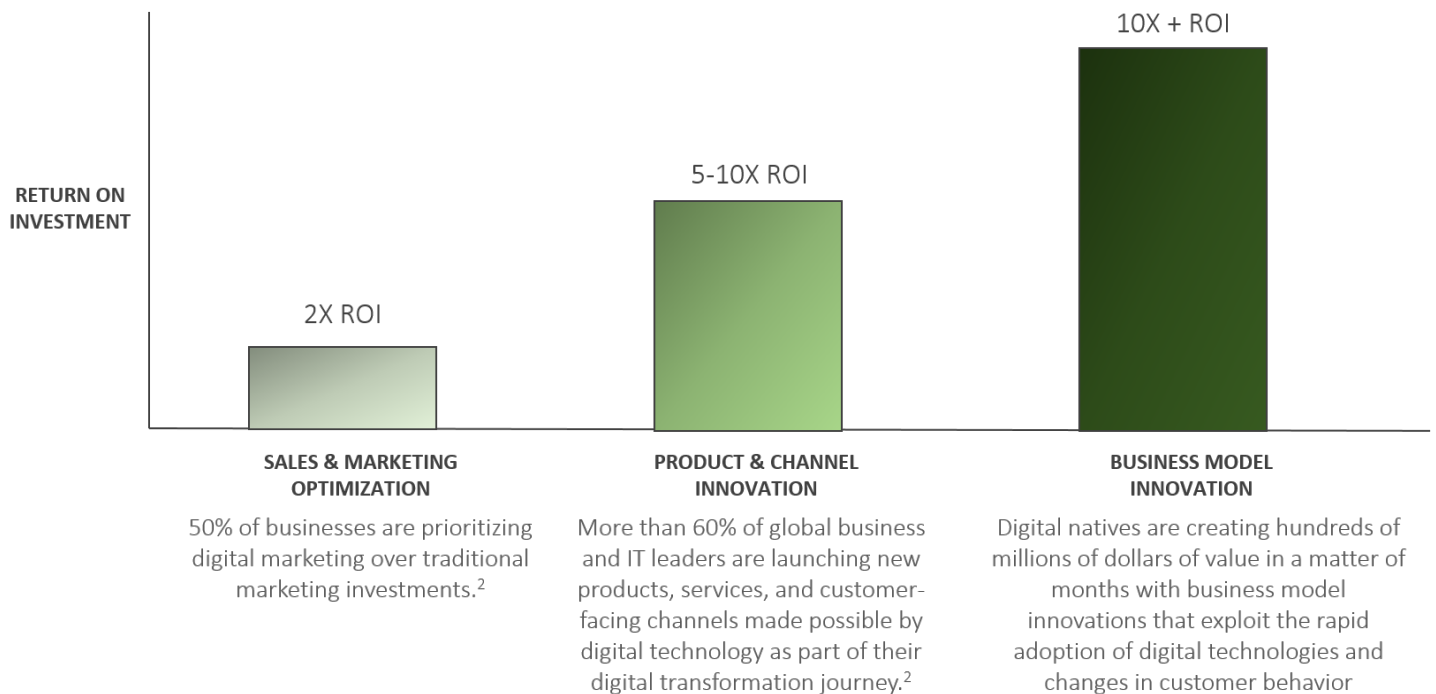 10X + ROI
5-10X ROI
RETURN ON
INVESTMENT
2X ROI
SALES & MARKETING
OPTIMIZATION
50% of businesses are prioritizing
digital marketing over traditional
marketing investments.²
PRODUCT & CHANNEL
INNOVATION
More than 60% of global business
and IT leaders are launching new
products, services, and customer-
facing channels made possible by
digital technology as part of their
digital transformation journey.²
BUSINESS MODEL
INNOVATION
Digital natives are creating hundreds of
millions of dollars of value in a matter of
months with business model
innovations that exploit the rapid
adoption of digital technologies and
changes in customer behavior